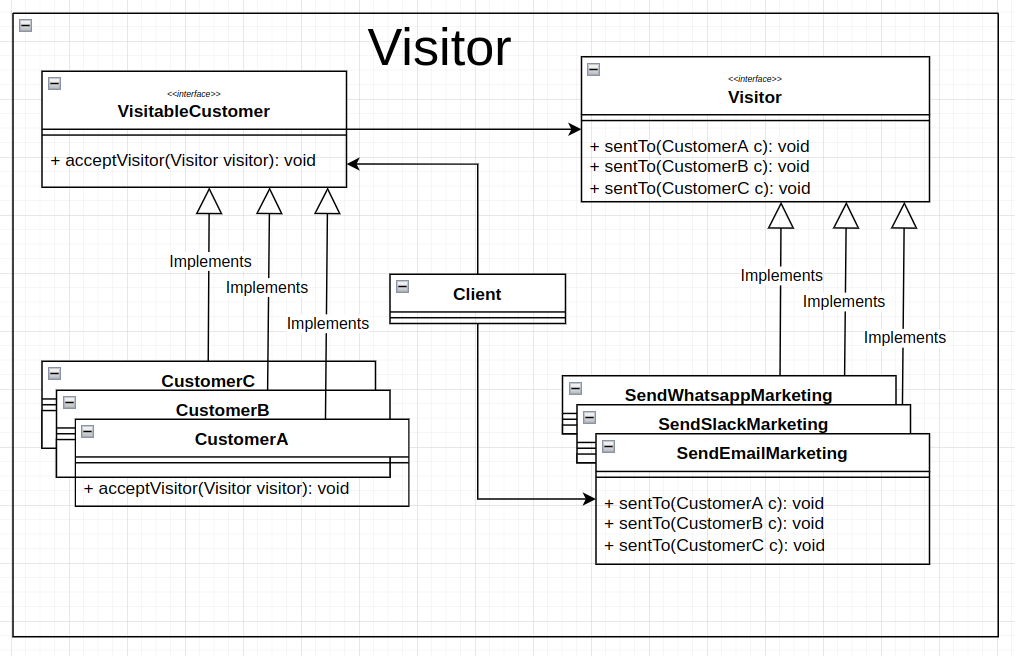 Visitor
<<interface>>
VisitableCustomer
+ acceptVisitor(Visitor visitor): void
<<interface>>
Visitor
+ sentTo(CustomerA c): void
+ sentTo(CustomerB c): void
+ sentTo(CustomerC c): void
Implements
Implements
Implements
Client
Implements
Implements
Implements
CustomerC
CustomerB
CustomerA
+ acceptVisitor(Visitor visitor): void
SendWhatsappMarketing
SendSlackMarketing
SendEmailMarketing
+ sentTo(CustomerA c): void
+ sentTo(CustomerB c): void
+ sentTo(CustomerC c): void